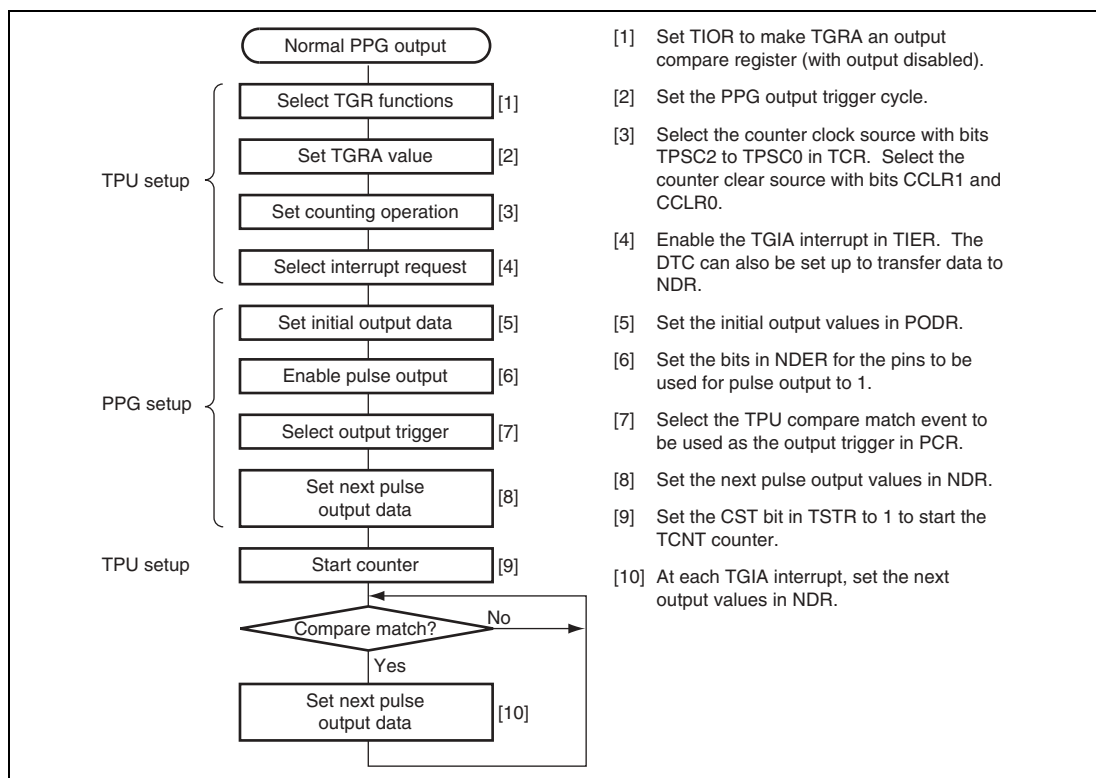 Normal PPG output
Select TGR functions [1]
Set TGRA value [2]
TPU setup
Set counting operation [3]
Select interrupt request [4]
Set initial output data [5]
Enable pulse output [6]
PPG setup
Select output trigger [7]
Set next pulse
output data [8]
TPU setup
Start counter [9]
Compare match?
No
Yes
Set next pulse
output data [10]
[1] Set TIOR to make TGRA an output
compare register (with output disabled).
[2] Set the PPG output trigger cycle.
[3] Select the counter clock source with bits
TPSC2 to TPSC0 in TCR. Select the
counter clear source with bits CCLR1 and
CCLR0.
[4] Enable the TGIA interrupt in TIER. The
DTC can also be set up to transfer data to
NDR.
[5] Set the initial output values in PODR.
[6] Set the bits in NDER for the pins to be
used for pulse output to 1.
[7] Select the TPU compare match event to
be used as the output trigger in PCR.
[8] Set the next pulse output values in NDR.
[9] Set the CST bit in TSTR to 1 to start the
TCNT counter.
[10] At each TGIA interrupt, set the next
output values in NDR.